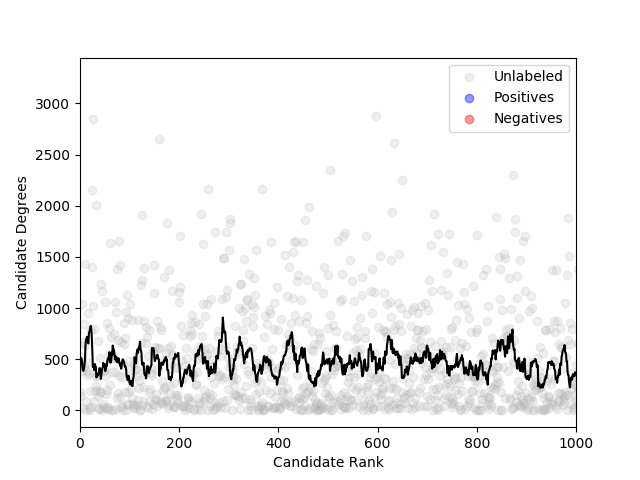 Unlabeled
Positives
Negatives
3000
2500
2000
1500
1000
500
0
Candidate Degrees
0 200 400 600 800 1000
Candidate Rank